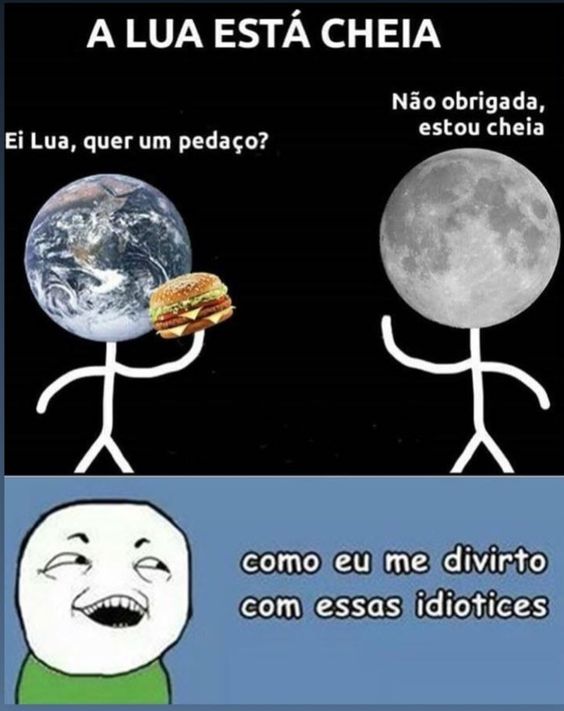 A LUA ESTÁ CHEIA
Ei Lua, quer um pedaço?
Não obrigada,
estou cheia
como eu me divirto
com essas idiotices